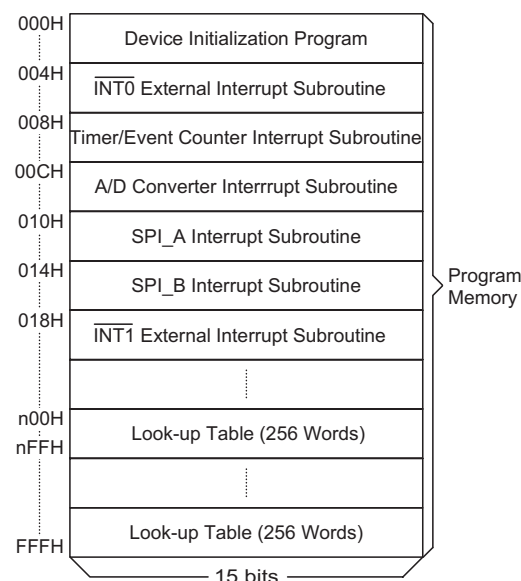 000H
Device Initialization Program
004H
INT0 External Interrupt Subroutine
008H
Timer/Event Counter Interrupt Subroutine
00CH
A/D Converter Interrrupt Subroutine
010H
SPI_A Interrupt Subroutine
014H
SPI_B Interrupt Subroutine
018H
INT1 External Interrupt Subroutine
Program
Memory
n00H
Look-up Table (256 Words)
nFFH
Look-up Table (256 Words)
FFFH
15 bits